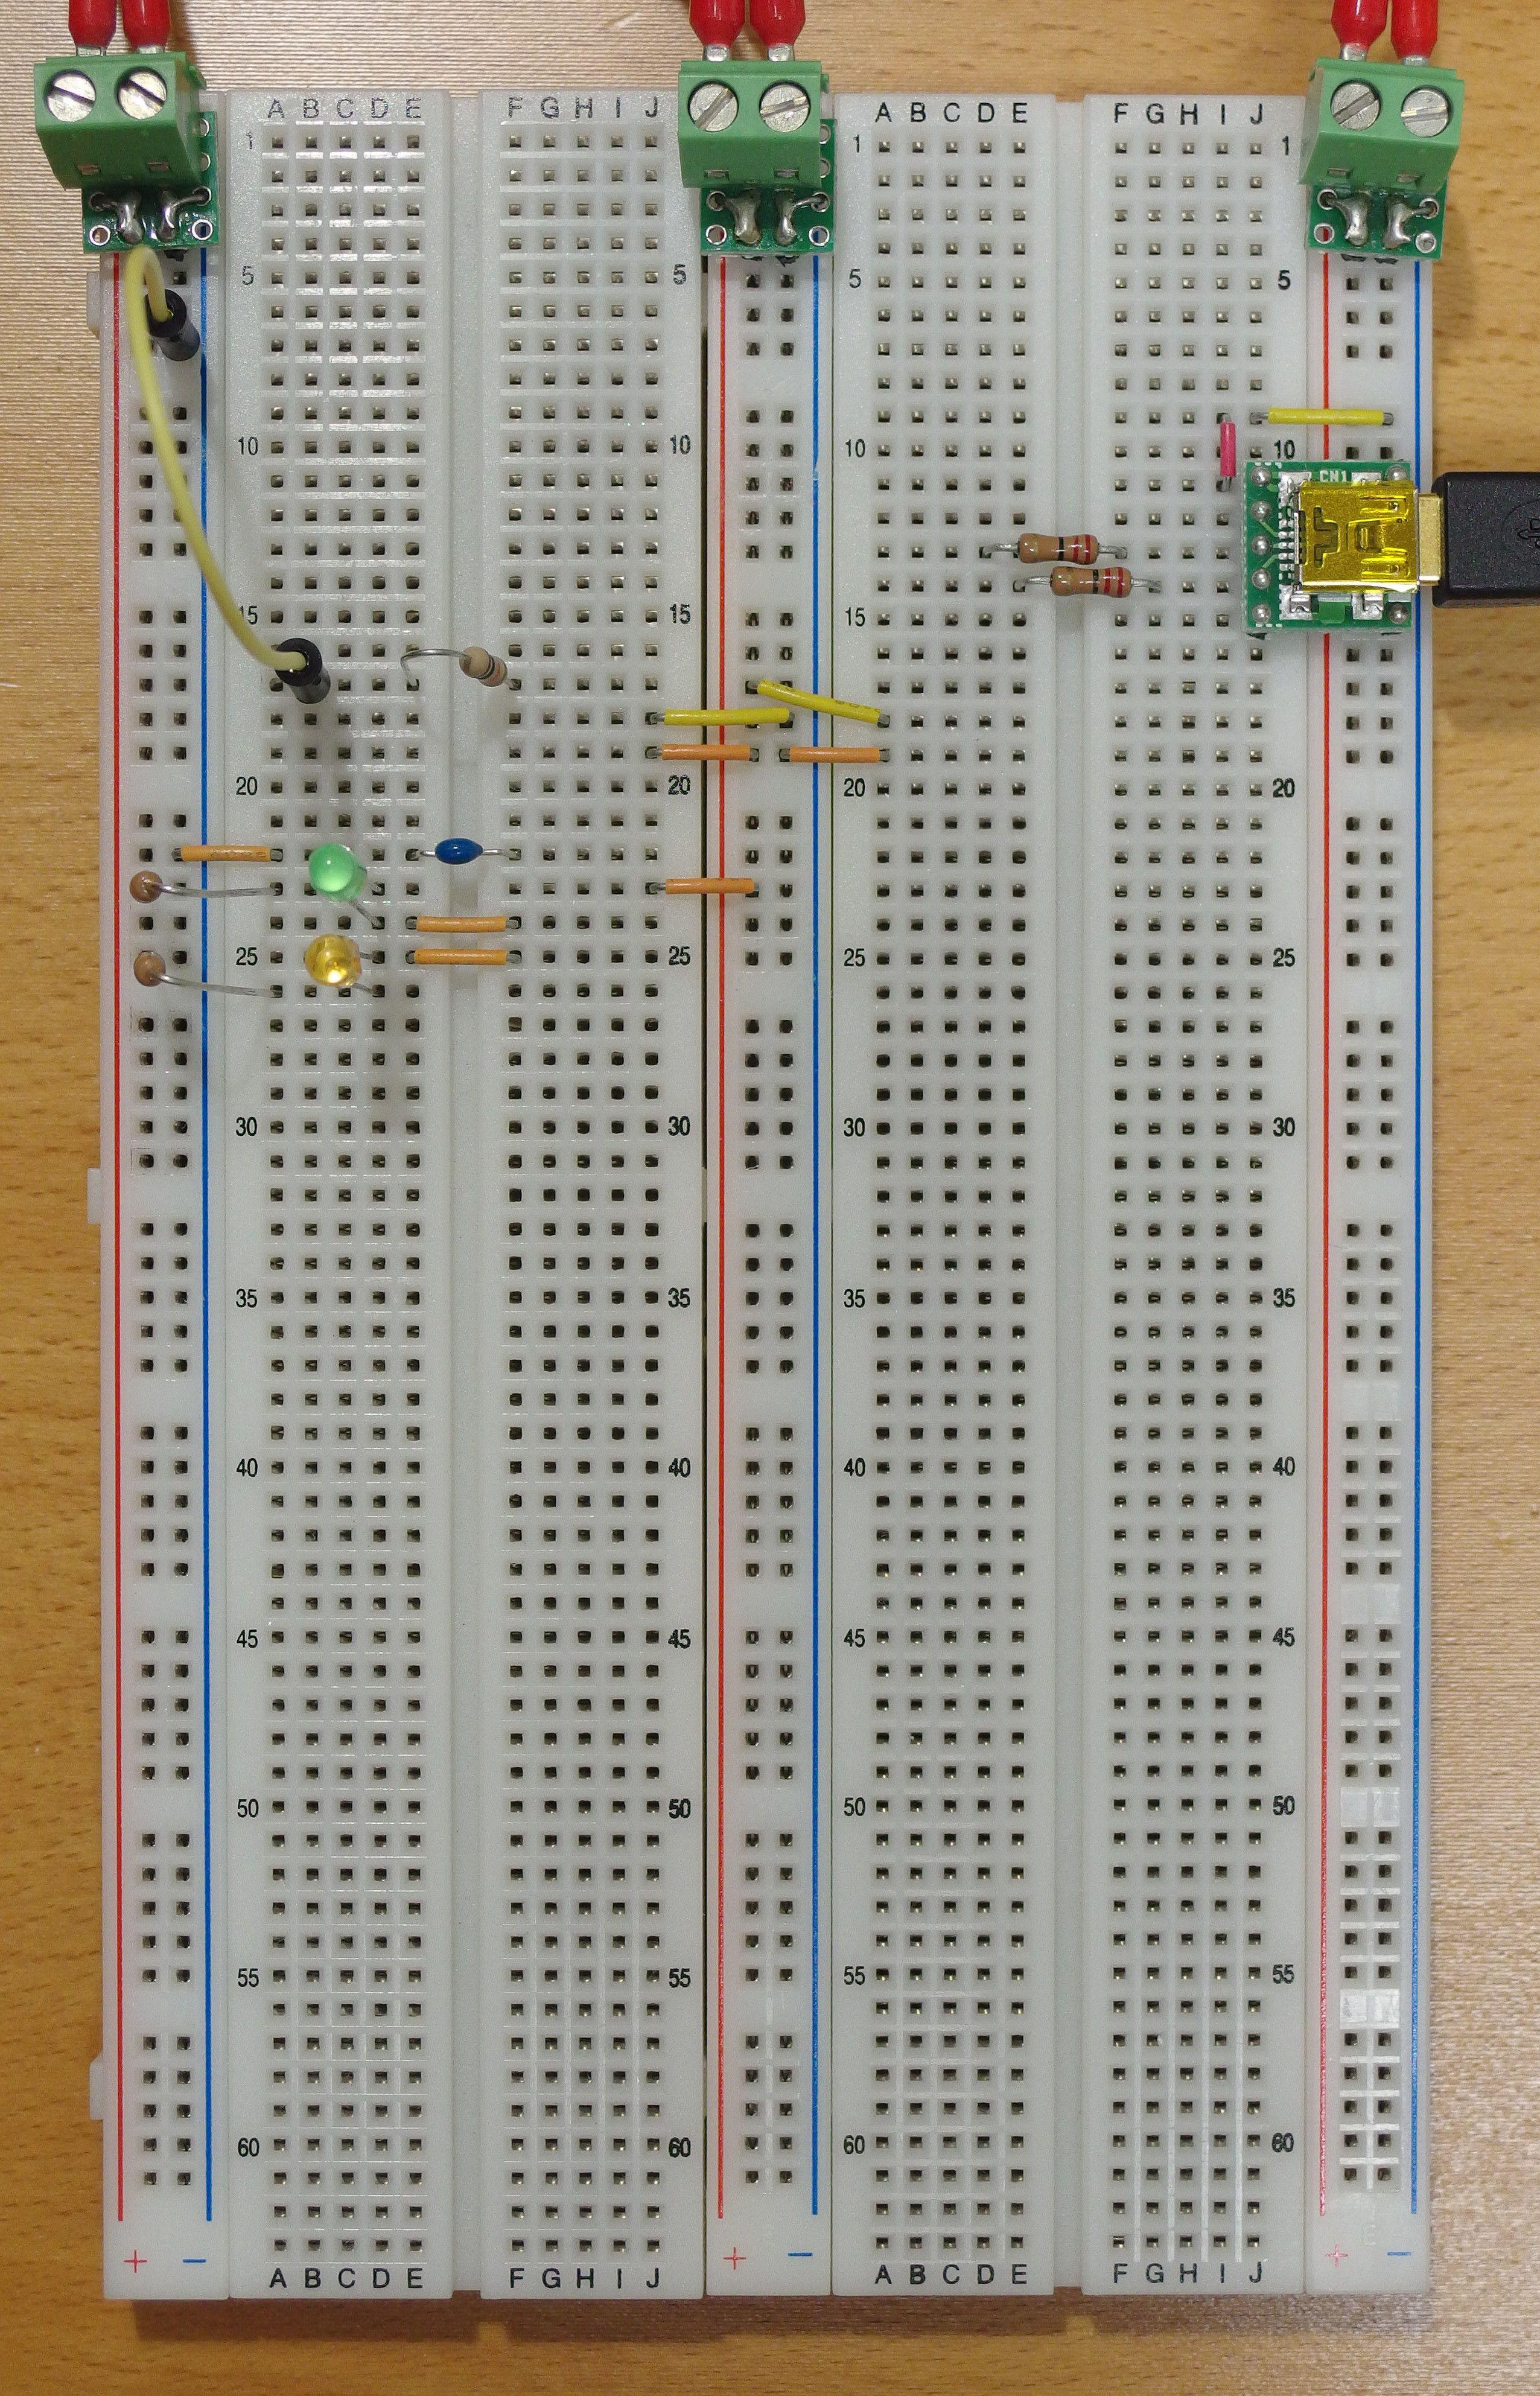 A B C D E F G H I J A B C D E F G H I J
1 1 1
5 5 5 5
CN1
10 10 10 10
15 15 15
20 20 20 20
25 25 25 25
30 30 30 30
35 35 35 35
40 40 40 40
45 45 45 45
50 50 50 50
55 55 55 55
60 60 60 60
+ − + − + −
A B C D E F G H I J A B C D E F G H I J